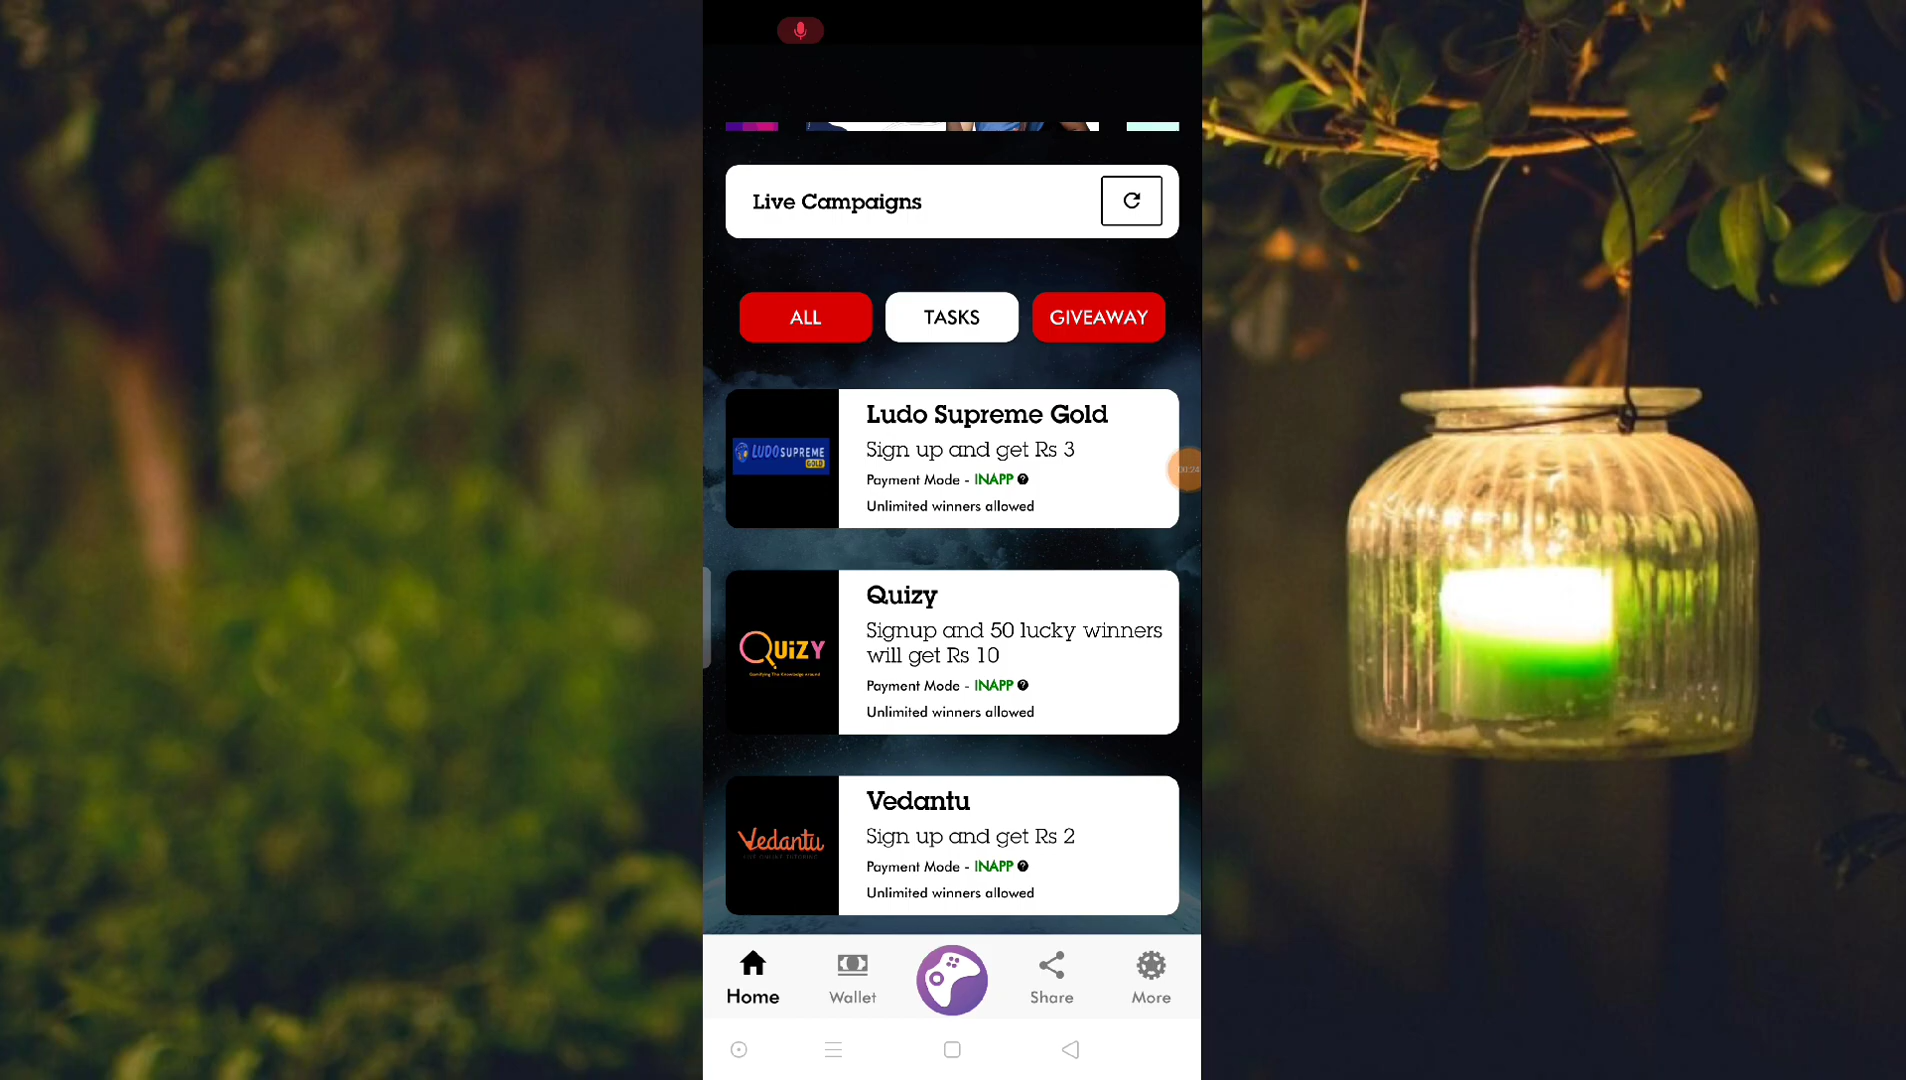 Live Campaigns
ALL
TASKS
GIVEAWAY
LUDO SUPREME
GOLD
Ludo Supreme Gold
Sign up and get Rs 3
Payment Mode - INAPP
Unlimited winners allowed
00:24
QUiZY
Quizy
Signup and 50 lucky winners
will get Rs 10
Payment Mode - INAPP
Unlimited winners allowed
Vedantu
Vedantu
Sign up and get Rs 2
Payment Mode - INAPP
Unlimited winners allowed
Home
Wallet
Share
More